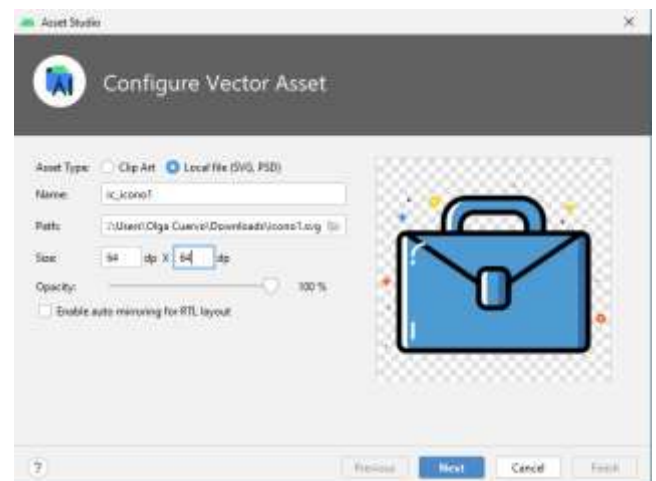 Asset Studio
Configure Vector Asset
Asset Type: Clip Art Local file (SVG, PSD)
Name: ic_icono1
Path: :\Users\Olga Cuervo\Downloads\icono1.svg
Size: 64 dp X 64 dp
Opacity: 100 %
Enable auto mirroring for RTL layout
? Previous Next Cancel Finish